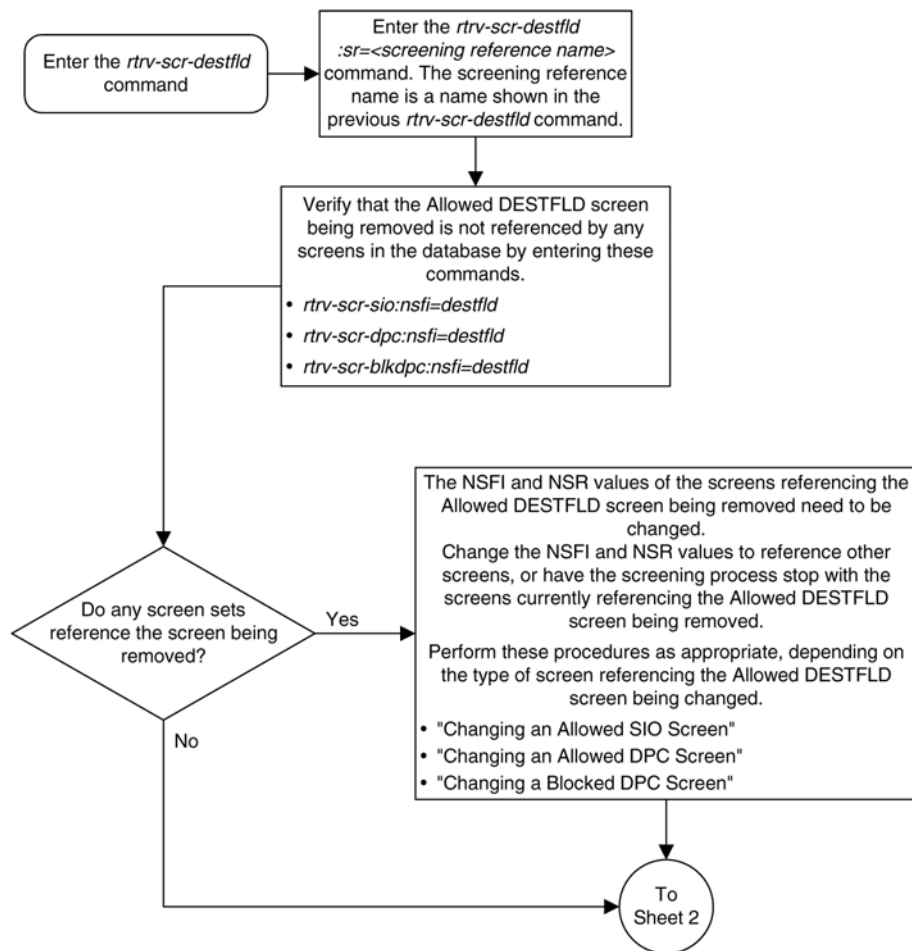 Enter the rtrv-scr-destfld
command
Enter the rtrv-scr-destfld
:sr=<screening reference name>
command. The screening reference
name is a name shown in the
previous rtrv-scr-destfld command.
Verify that the Allowed DESTFLD screen
being removed is not referenced by any
screens in the database by entering these
commands.
• rtrv-scr-sio:nsfi=destfld
• rtrv-scr-dpc:nsfi=destfld
• rtrv-scr-blkdpc:nsfi=destfld
Do any screen sets
reference the screen being
removed?
Yes
No
The NSFI and NSR values of the screens referencing the
Allowed DESTFLD screen being removed need to be
changed.
Change the NSFI and NSR values to reference other
screens, or have the screening process stop with the
screens currently referencing the Allowed DESTFLD
screen being removed.
Perform these procedures as appropriate, depending on
the type of screen referencing the Allowed DESTFLD
screen being changed.
• "Changing an Allowed SIO Screen"
• "Changing an Allowed DPC Screen"
• "Changing a Blocked DPC Screen"
To
Sheet 2